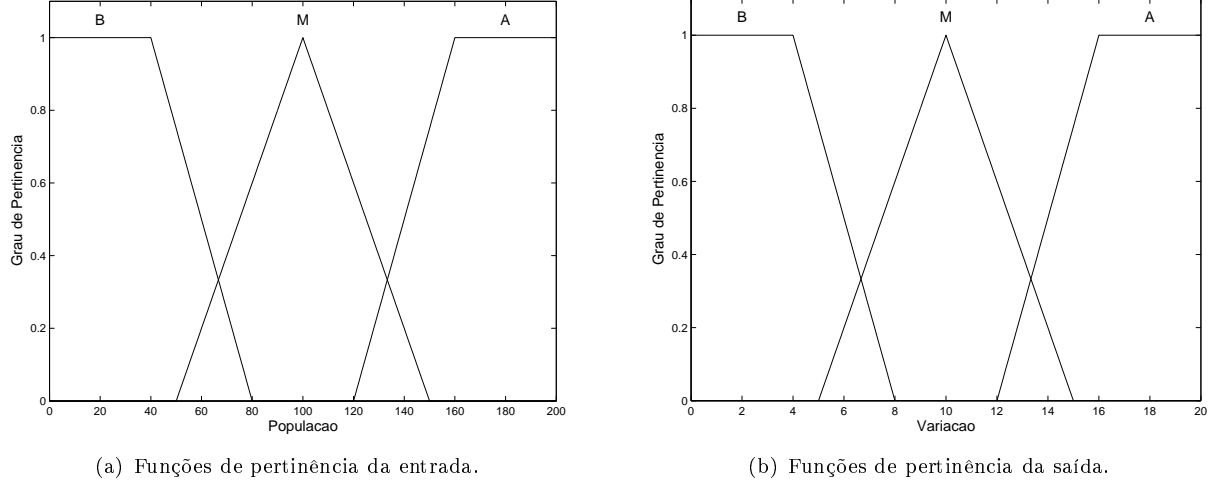 B M A
1
0.8
0.6
0.4
0.2
0
Grau de Pertinencia
0 20 40 60 80 100 120 140 160 180 200
Populacao
(a) Funções de pertinência da entrada.
B M A
1
0.8
0.6
0.4
0.2
0
Grau de Pertinencia
0 2 4 6 8 10 12 14 16 18 20
Variacao
(b) Funções de pertinência da saída.